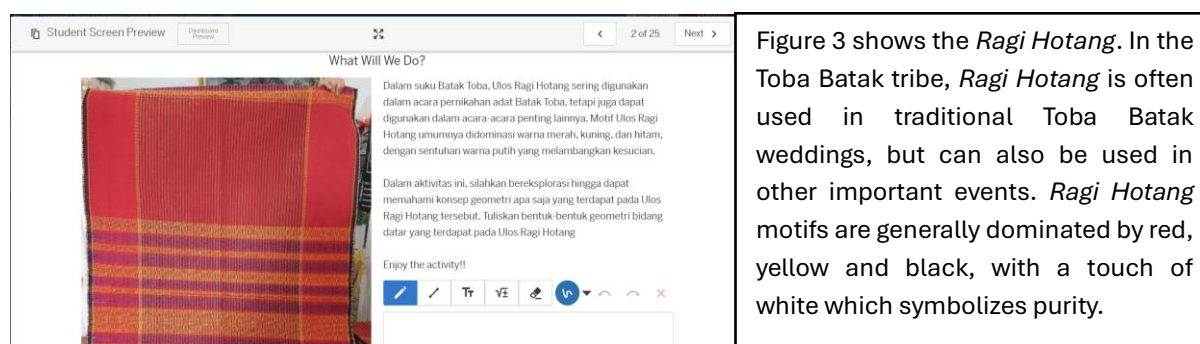 Student Screen Preview
Dashboard Preview
2 of 25
Next >
What Will We Do?
Dalam suku Batak Toba, Ulos Ragi Hotang sering digunakan
dalam acara pernikahan adat Batak Toba, tetapi juga dapat
digunakan dalam acara-acara penting lainnya. Motif Ulos Ragi
Hotang umumnya didominasi warna merah, kuning, dan hitam,
dengan sentuhan warna putih yang melambangkan kesucian.
Dalam aktivitas ini, silahkan bereksplorasi hingga dapat
memahami konsep geometri apa saja yang terdapat pada Ulos
Ragi Hotang tersebut. Tuliskan bentuk-bentuk geometri bidang
datar yang terdapat pada Ulos Ragi Hotang
Enjoy the activity!!
Tт
√±
Figure 3 shows the Ragi Hotang. In the
Toba Batak tribe, Ragi Hotang is often
used in traditional Toba Batak
weddings, but can also be used in
other important events. Ragi Hotang
motifs are generally dominated by red,
yellow and black, with a touch of
white which symbolizes purity.